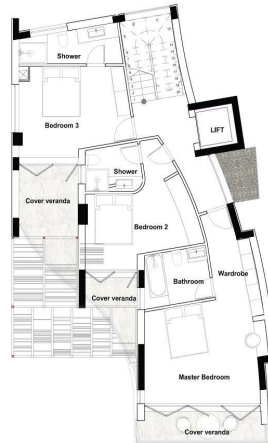 Shower
Bedroom 3
LIFT
Shower
Cover veranda
Bedroom 2
Wardrobe
Bathroom
Cover veranda
Master Bedroom
Cover veranda